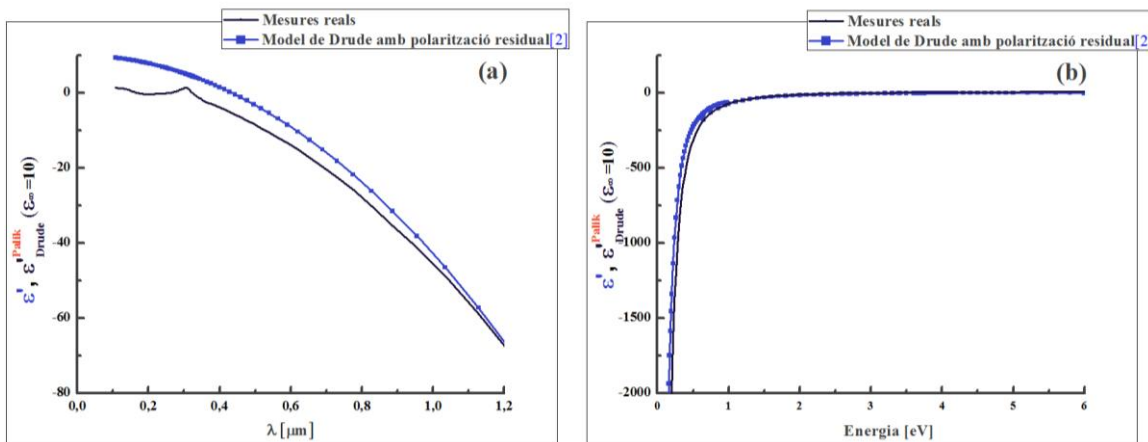 Mesures reals
Model de Drude amb polarització residual[2]
(a)
0
-20
-40
-60
-80
0,0
0,2
0,4
0,6
0,8
1,0
1,2
λ [μm]
ε', ε'Palik Drude (ε∞=10)
Mesures reals
Model de Drude amb polarització residual[2
(b)
0
-500
-1000
-1500
-2000
0
1
2
3
4
5
6
Energia [eV]
ε', ε'Palik Drude (ε∞=10)